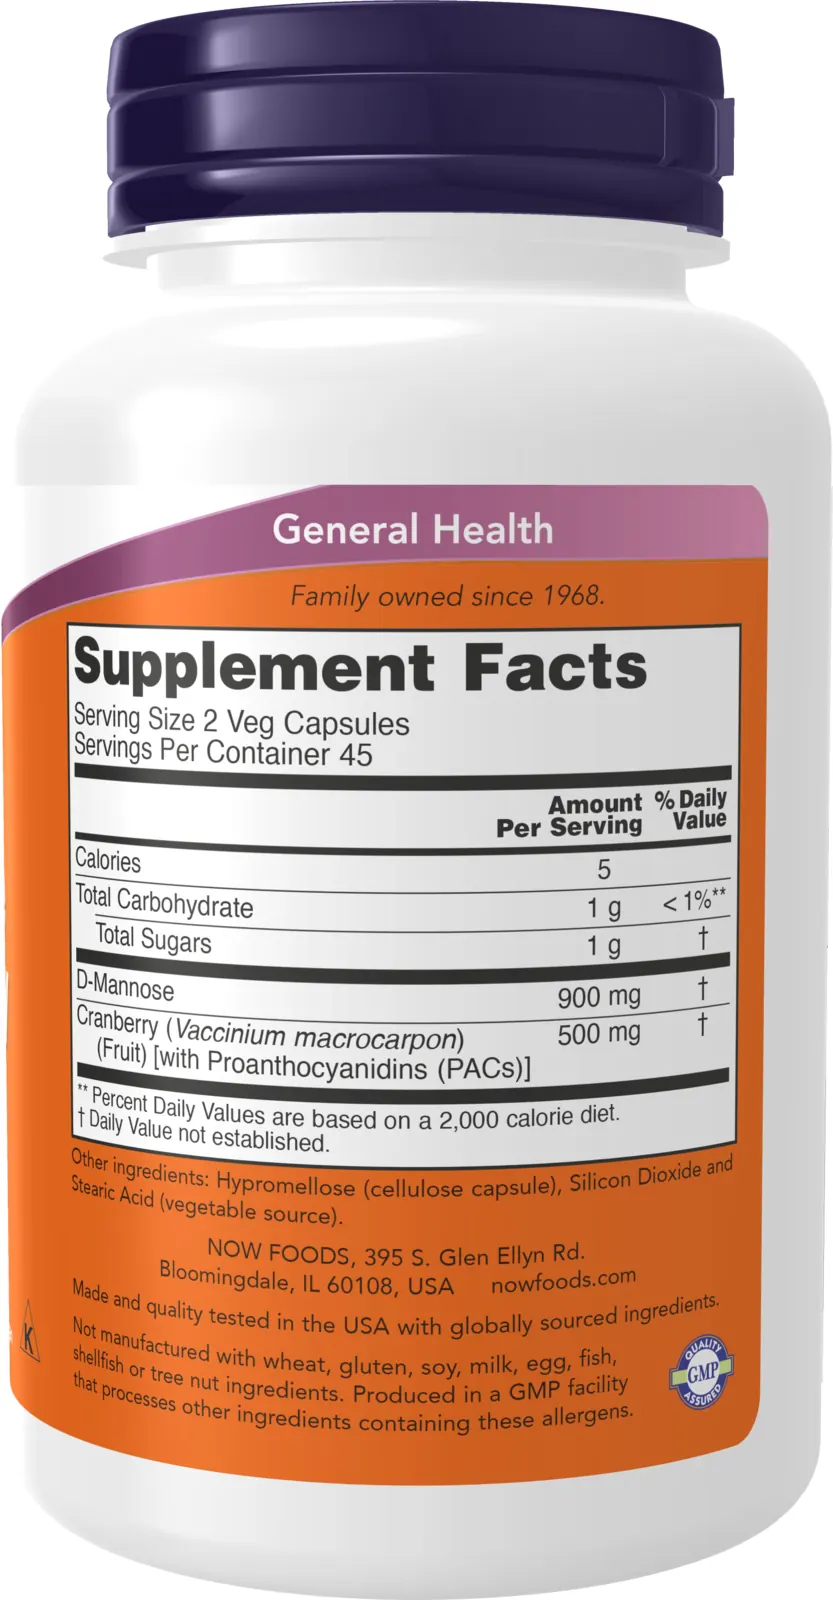 General Health
Family owned since 1968.
Supplement Facts
Serving Size 2 Veg Capsules
Servings Per Container 45
Amount Per Serving % Daily Value
Calories 5
Total Carbohydrate 1 g < 1%**
Total Sugars 1 g †
D-Mannose 900 mg †
Cranberry (Vaccinium macrocarpon) 500 mg †
(Fruit) [with Proanthocyanidins (PACs)]
** Percent Daily Values are based on a 2,000 calorie diet.
† Daily Value not established.
Other ingredients: Hypromellose (cellulose capsule), Silicon Dioxide and
Stearic Acid (vegetable source).
NOW FOODS, 395 S. Glen Ellyn Rd.
Bloomingdale, IL 60108, USA nowfoods.com
Made and quality tested in the USA with globally sourced ingredients.
Not manufactured with wheat, gluten, soy, milk, egg, fish,
shellfish or tree nut ingredients. Produced in a GMP facility
that processes other ingredients containing these allergens.
K
QUALITY
GMP
ASSURED